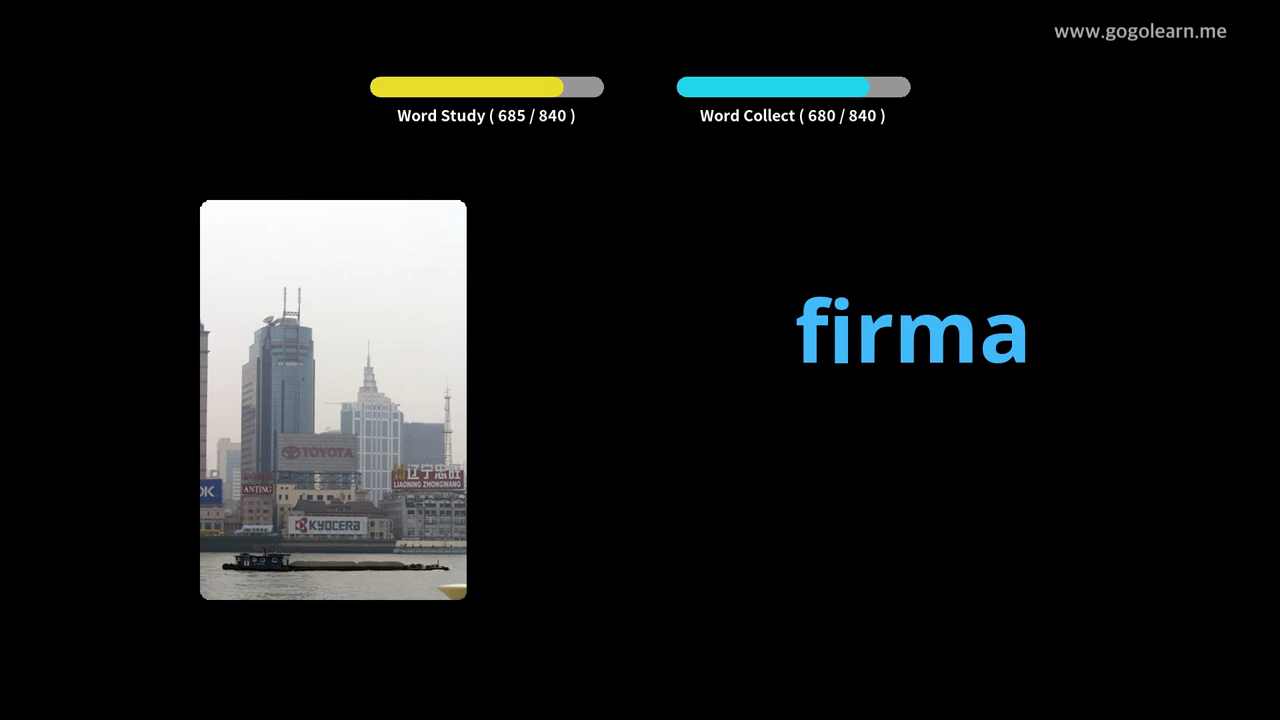 www.gogolearn.me
Word Study ( 685 / 840 )
Word Collect ( 680 / 840 )
firma
TOYOTA
辽宁忠旺
LIAONING ZHONGWANG
OK
ANTING
KYOCERA